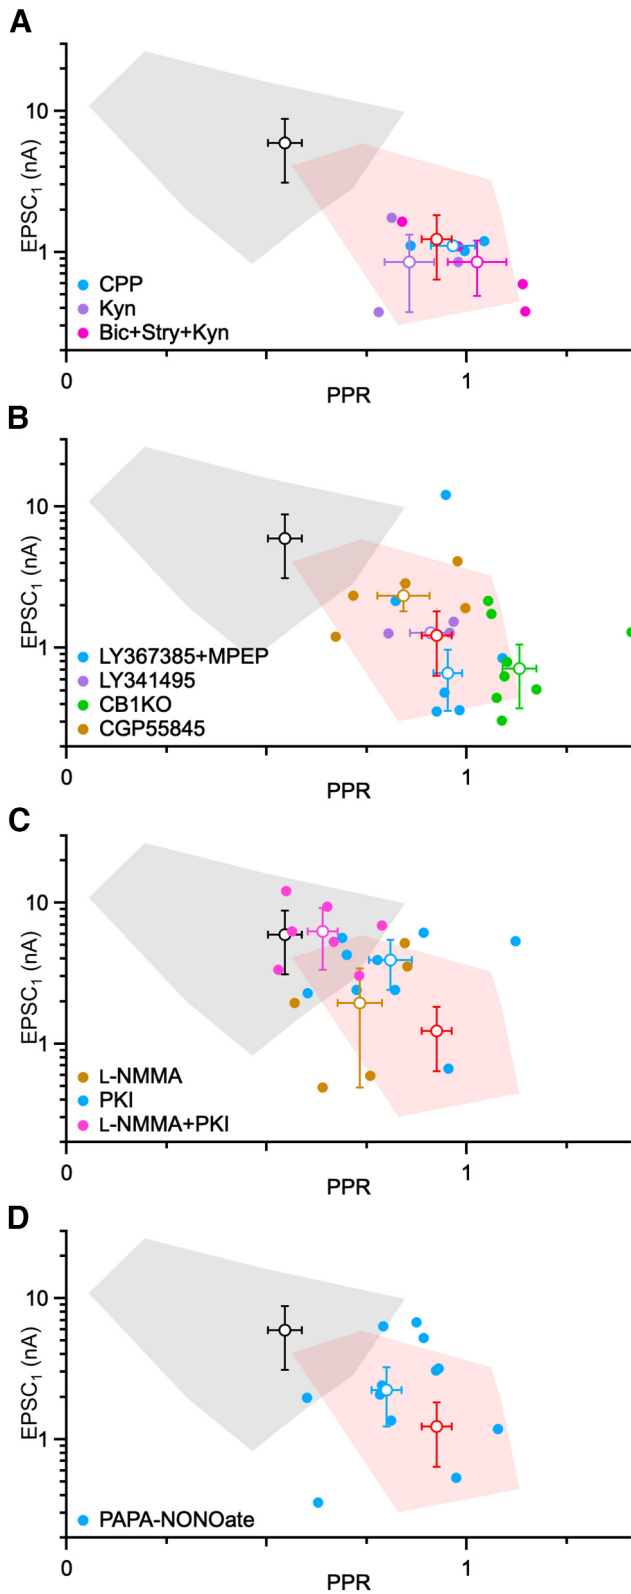 A
EPSC1 (nA)
10
1
CPP
Kyn
Bic+Stry+Kyn
0
1
PPR
B
EPSC1 (nA)
10
1
LY367385+MPEP
LY341495
CB1KO
CGP55845
0
1
PPR
C
EPSC1 (nA)
10
1
L-NMMA
PKI
L-NMMA+PKI
0
1
PPR
D
EPSC1 (nA)
10
1
PAPA-NONOate
0
1
PPR